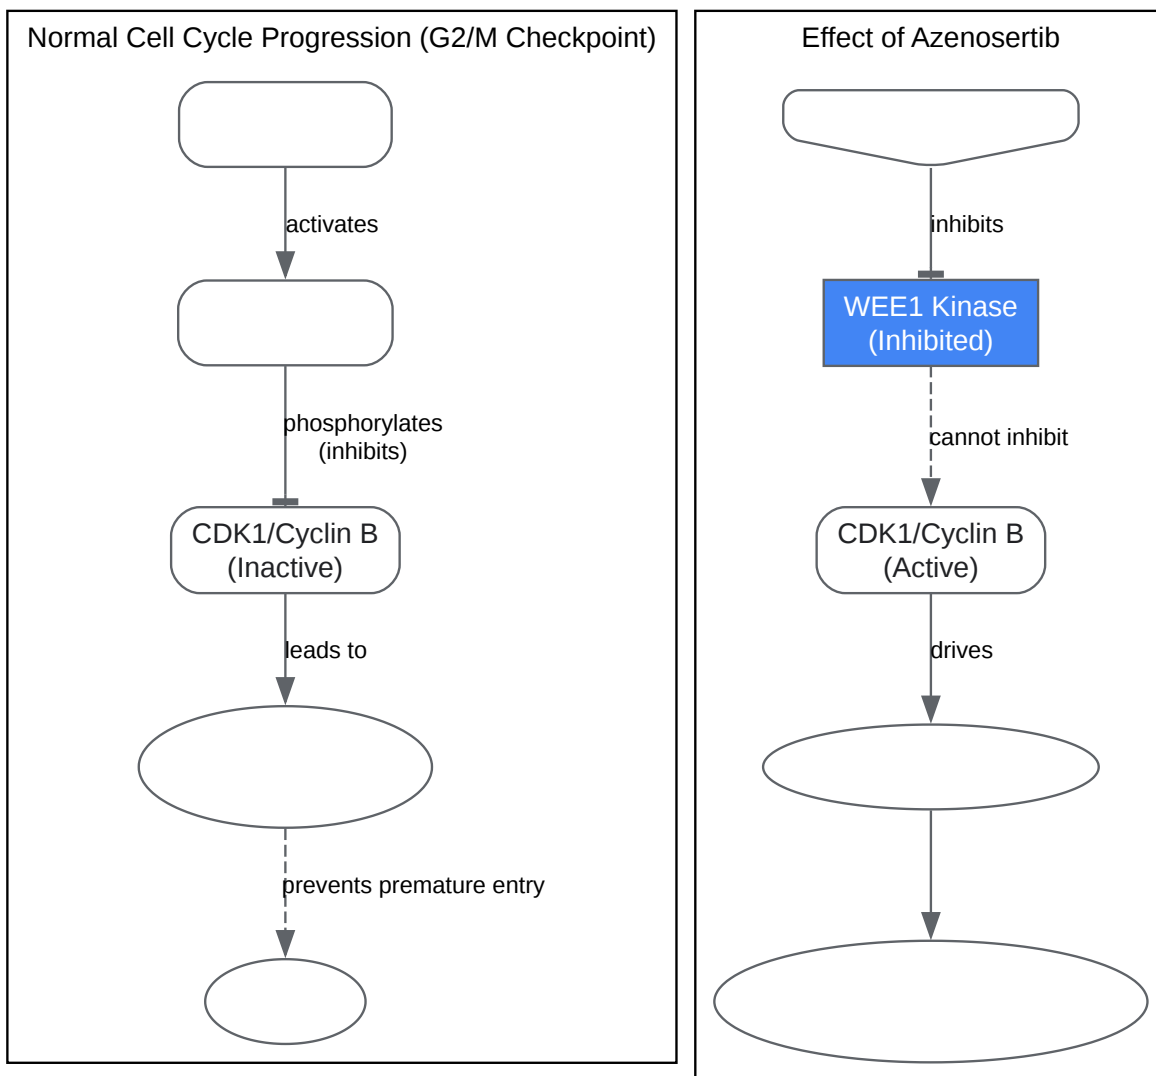 Normal Cell Cycle Progression (G2/M Checkpoint)
activates
phosphorylates
(inhibits)
CDK1/Cyclin B
(Inactive)
leads to
prevents premature entry
Effect of Azenosertib
inhibits
WEE1 Kinase
(Inhibited)
cannot inhibit
CDK1/Cyclin B
(Active)
drives